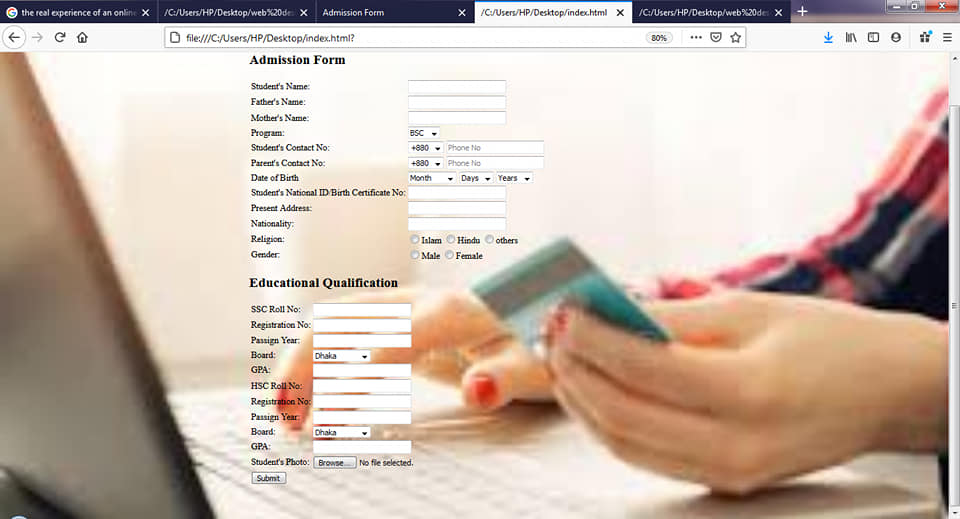 the real experience of an online
/C:/Users/HP/Desktop/web%20des
Admission Form
/C:/Users/HP/Desktop/index.html
/C:/Users/HP/Desktop/web%20des
file:///C:/Users/HP/Desktop/index.html? 80%
Admission Form
Student's Name:
Father's Name:
Mother's Name:
Program: BSC
Student's Contact No: +880 Phone No
Parent's Contact No: +880 Phone No
Date of Birth Month Days Years
Student's National ID/Birth Certificate No:
Present Address:
Nationality:
Religion: Islam Hindu others
Gender: Male Female
Educational Qualification
SSC Roll No:
Registration No:
Passign Year:
Board: Dhaka
GPA:
HSC Roll No:
Registration No:
Passign Year:
Board: Dhaka
GPA:
Student's Photo: Browse... No file selected.
Submit